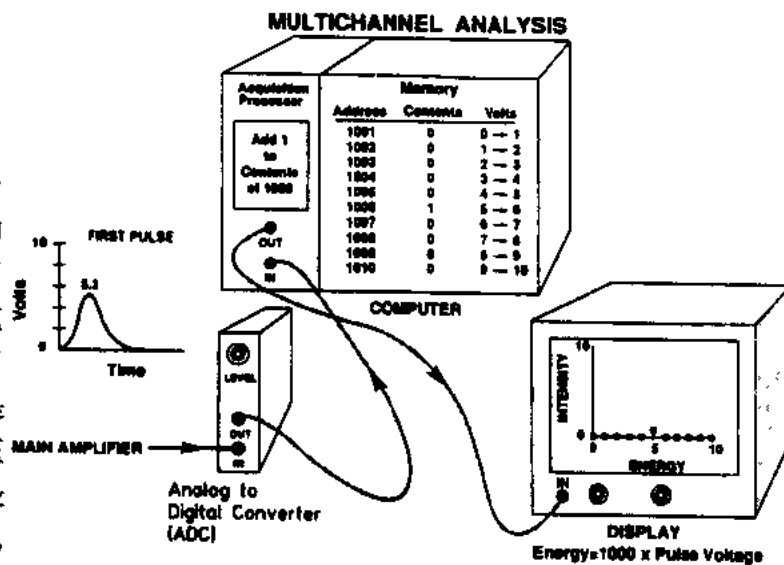 MULTICHANNEL ANALYSIS
Acquisition
Processor
Add 1
to
Contents
of 1006
OUT
IN
Memory
Address Contents Volts
1001 0 0 – 1
1002 0 1 – 2
1003 0 2 – 3
1004 0 3 – 4
1005 0 4 – 5
1006 1 5 – 6
1007 0 6 – 7
1008 0 7 – 8
0 8 – 9
1010 0 9 – 10
COMPUTER
FIRST PULSE
10
5.3
Volts
0
Time
LEVEL
OUT
IN
MAIN AMPLIFIER
Analog to
Digital Converter
(ADC)
10
INTENSITY
0
0 5 10
ENERGY
IN
DISPLAY
Energy=1000 x Pulse Voltage